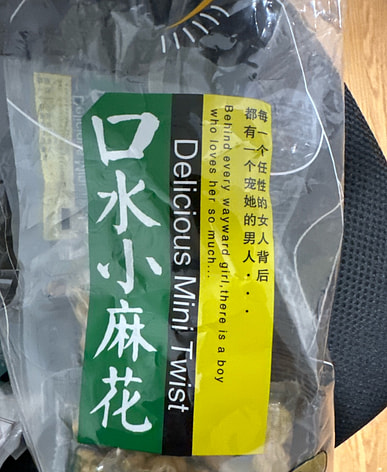 口水小麻花
Delicious Mini Twist
Behind every wayward girl,there is a boy
who loves her so much...
每一个任性的女人背后
都有一个宠她的男人····